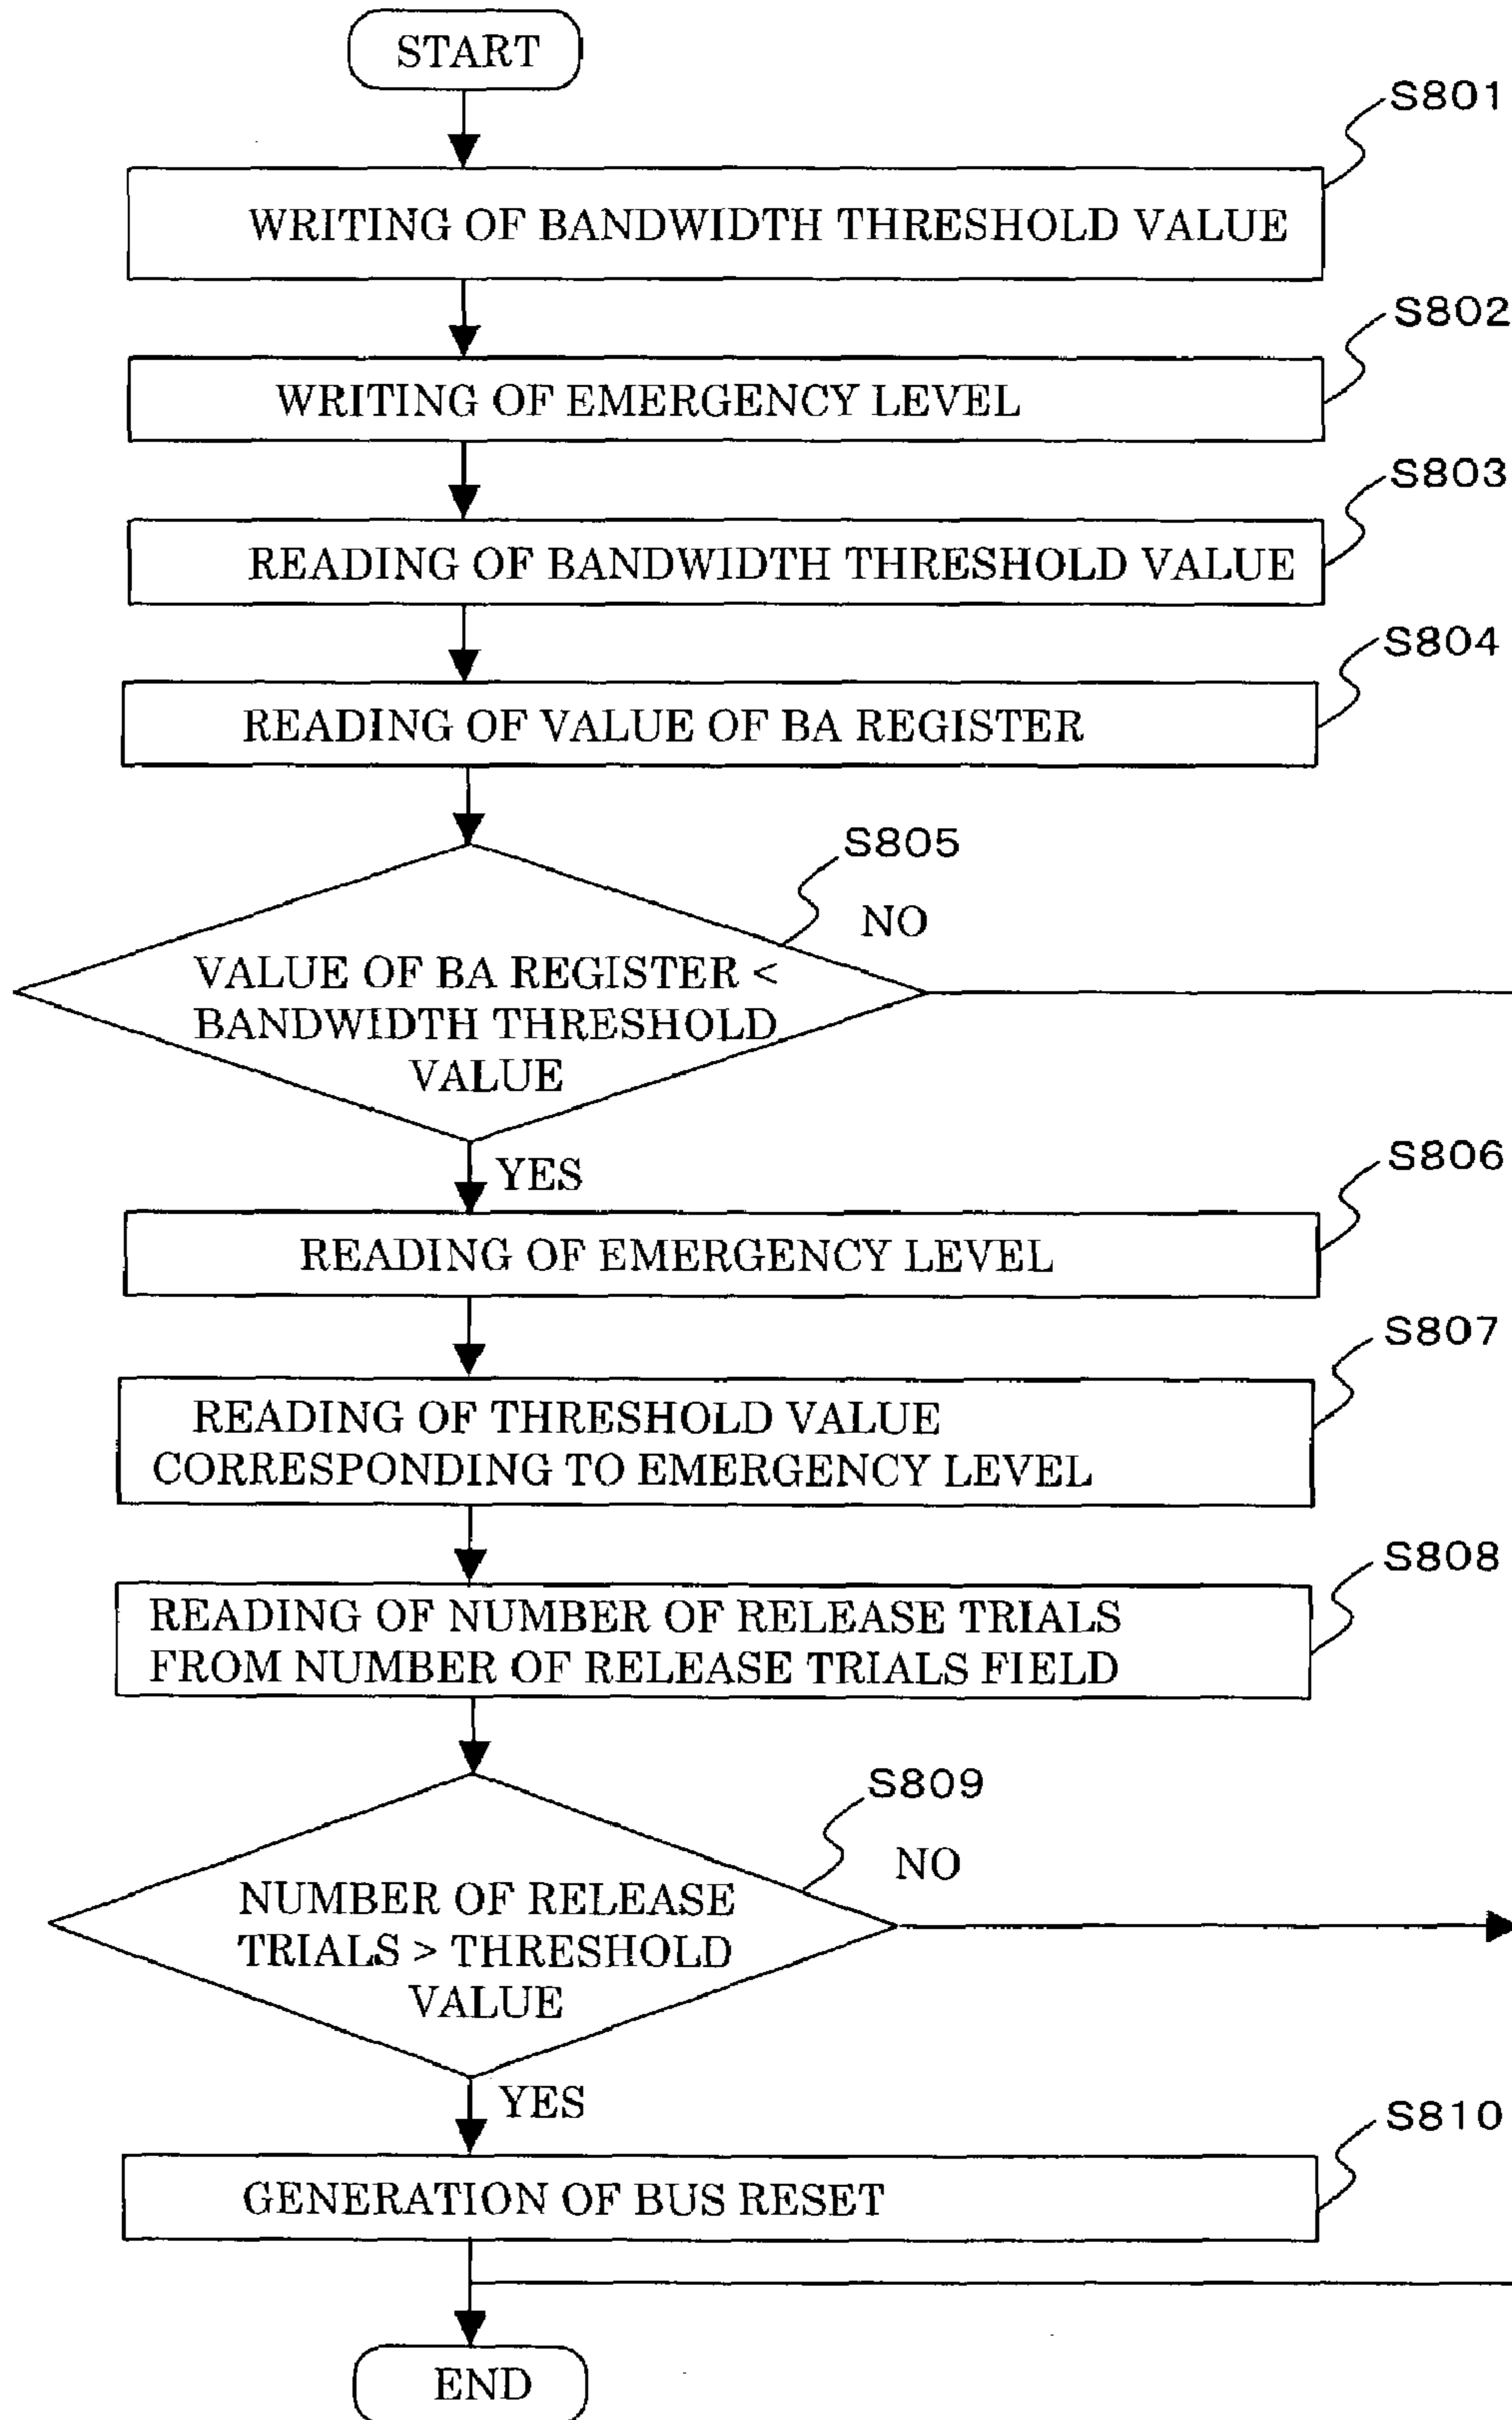 START
S801
WRITING OF BANDWIDTH THRESHOLD VALUE
S802
WRITING OF EMERGENCY LEVEL
S803
READING OF BANDWIDTH THRESHOLD VALUE
S804
READING OF VALUE OF BA REGISTER
S805
NO
VALUE OF BA REGISTER <
BANDWIDTH THRESHOLD
VALUE
YES
S806
READING OF EMERGENCY LEVEL
S807
READING OF THRESHOLD VALUE
CORRESPONDING TO EMERGENCY LEVEL
S808
READING OF NUMBER OF RELEASE TRIALS
FROM NUMBER OF RELEASE TRIALS FIELD
S809
NO
NUMBER OF RELEASE
TRIALS > THRESHOLD
VALUE
YES
S810
GENERATION OF BUS RESET
END